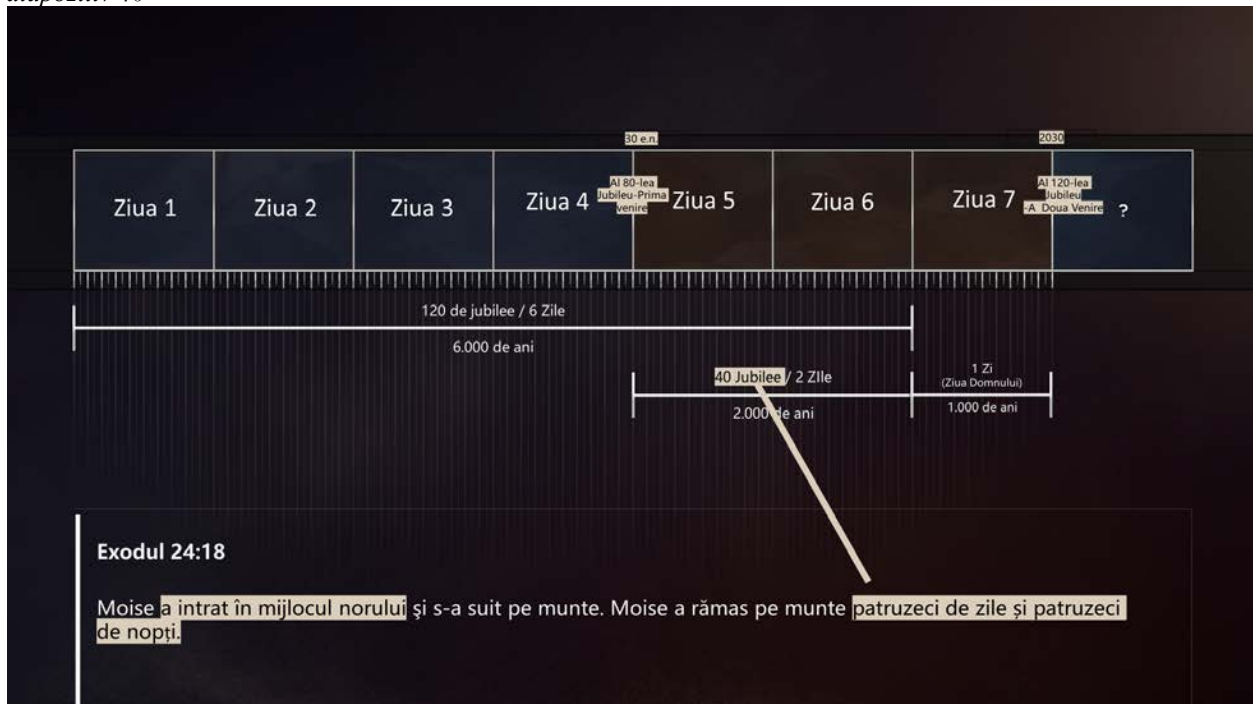 30 e.n.
2030
Ziua 1
Ziua 2
Ziua 3
Ziua 4
Al 80-lea
Jubileu-Prima
venire
Ziua 5
Ziua 6
Ziua 7
Al 120-lea
Jubileu
-A Doua Venire
?
120 de jubilee / 6 Zile
6.000 de ani
40 Jubilee / 2 ZIle
2.000 de ani
1 Zi
(Ziua Domnului)
1.000 de ani
Exodul 24:18
Moise a intrat în mijlocul norului şi s-a suit pe munte. Moise a rămas pe munte patruzeci de zile și patruzeci
de nopți.